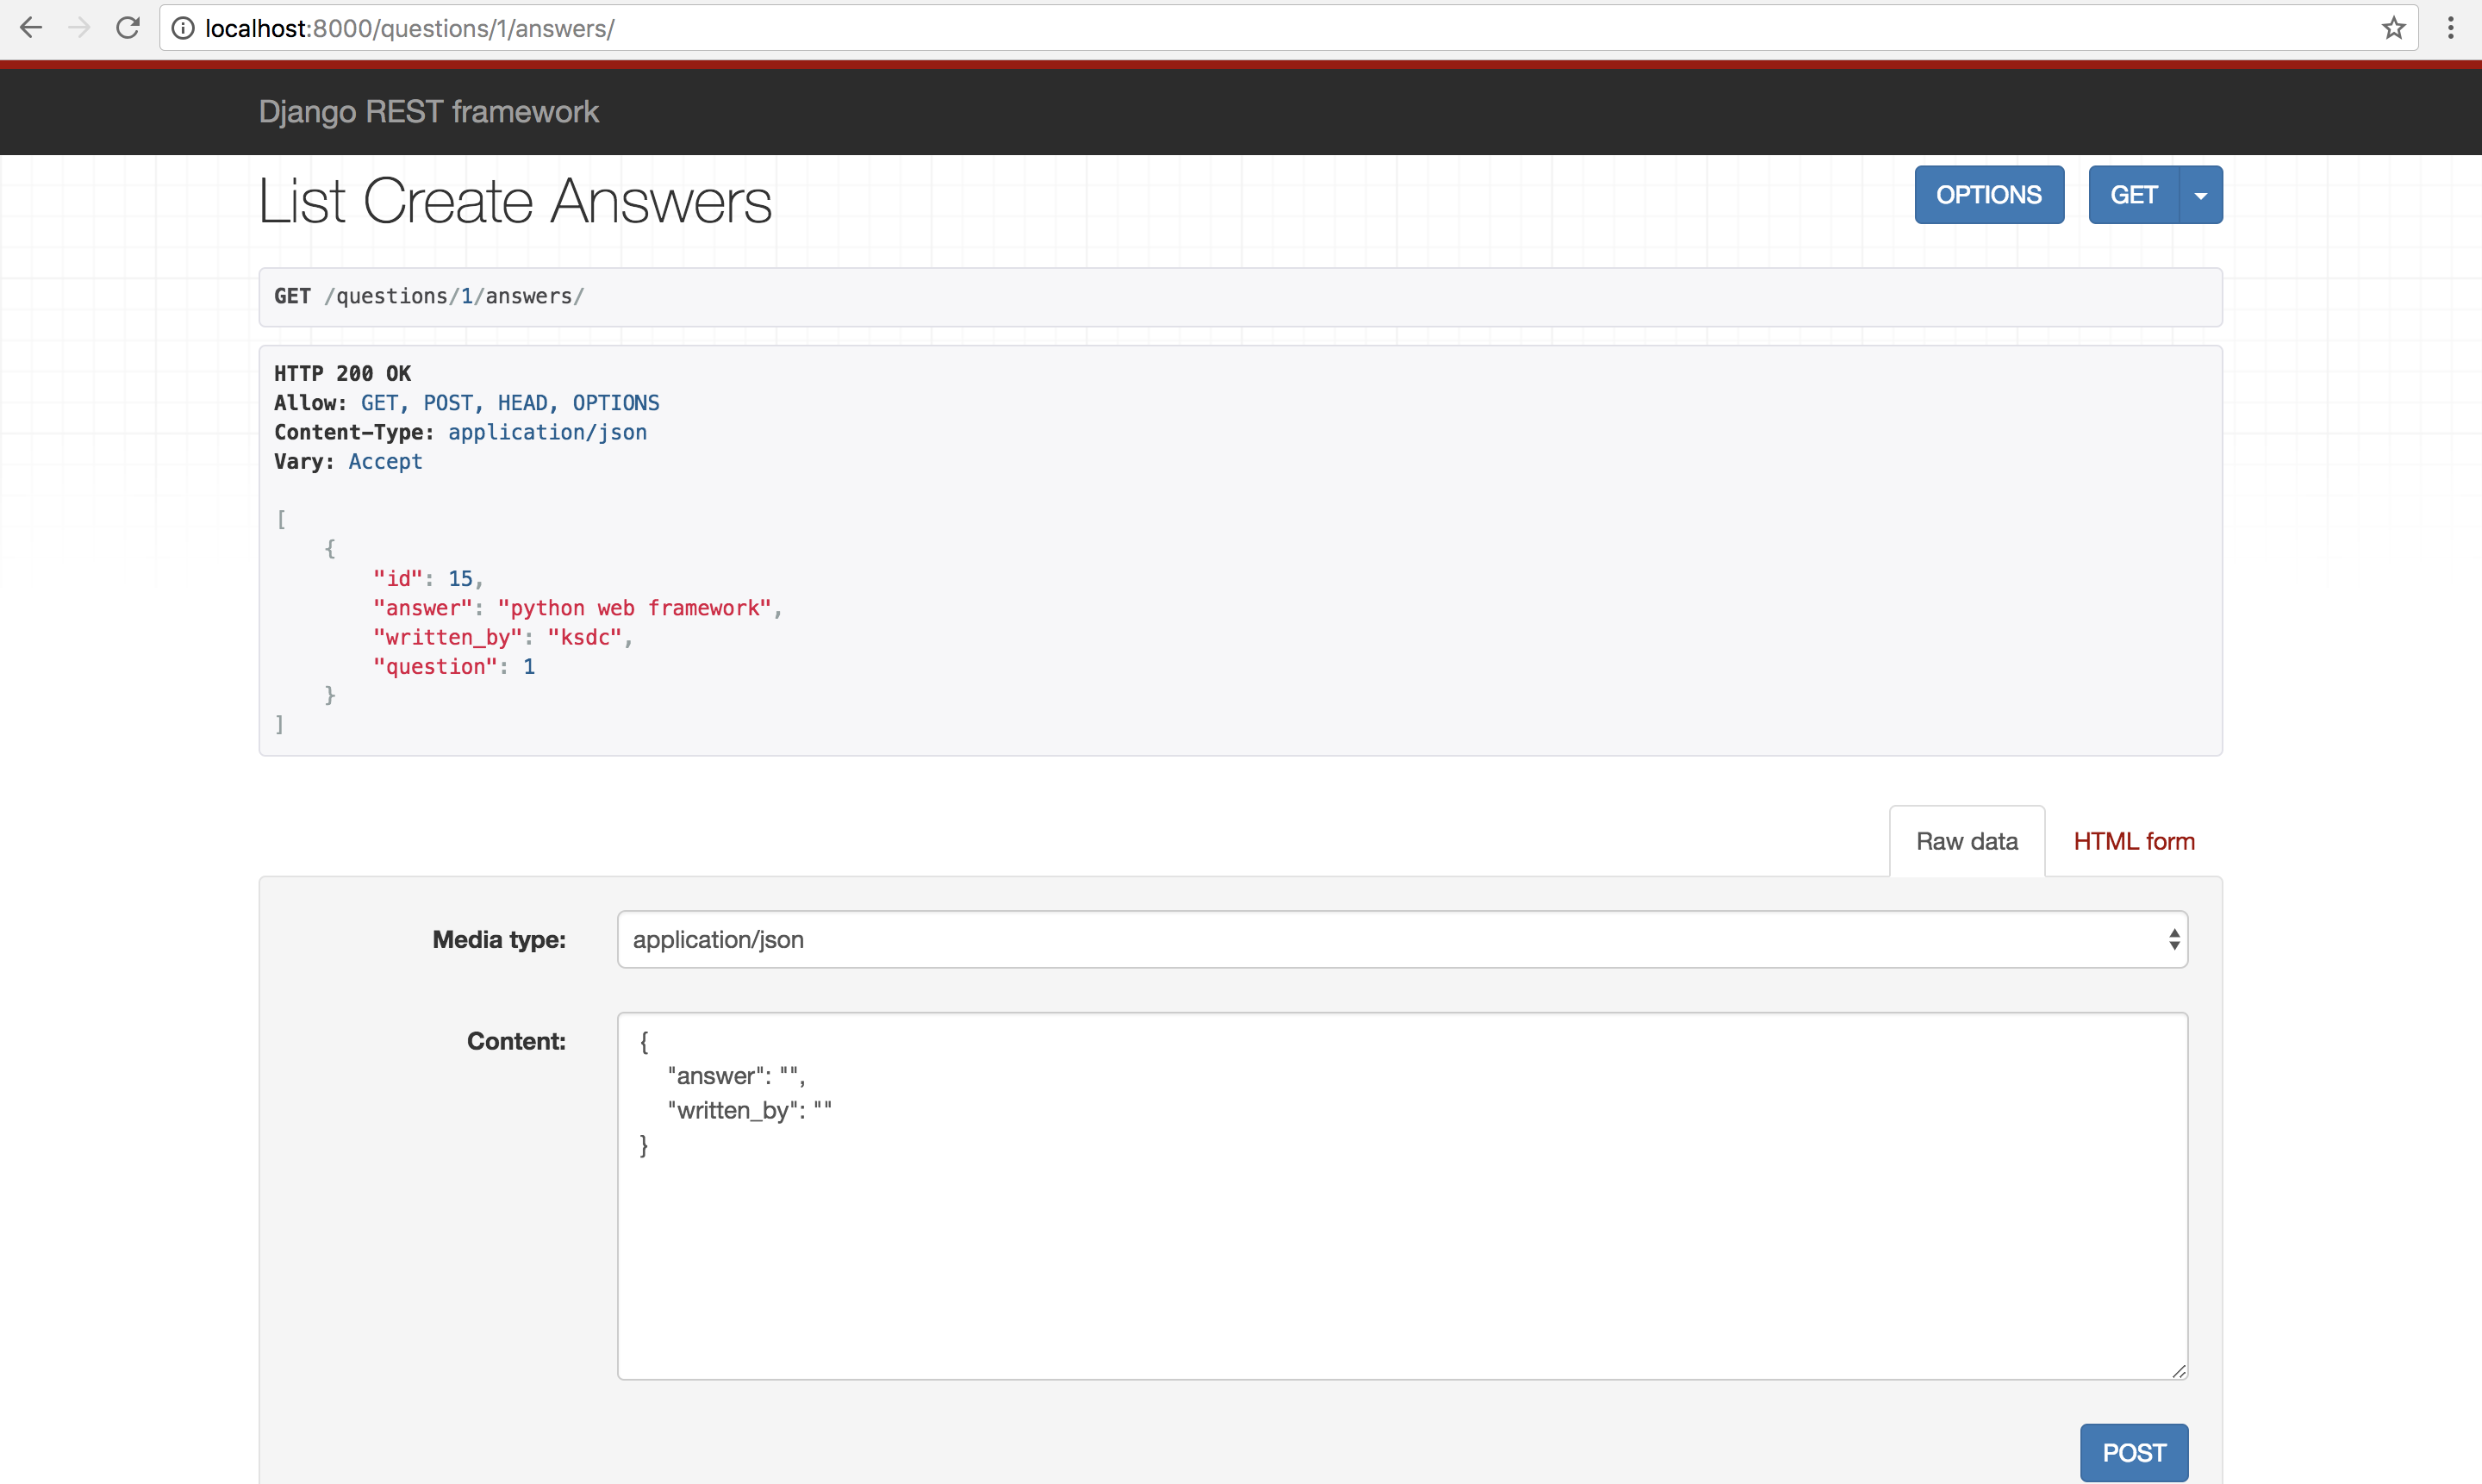 localhost:8000/questions/1/answers/
Django REST framework
List Create Answers
OPTIONS
GET
GET /questions/1/answers/
HTTP 200 OK
Allow: GET, POST, HEAD, OPTIONS
Content-Type: application/json
Vary: Accept
[
    {
        "id": 15,
        "answer": "python web framework",
        "written_by": "ksdc",
        "question": 1
    }
]
Raw data
HTML form
Media type:
application/json
Content:
{
    "answer": "",
    "written_by": ""
}
POST